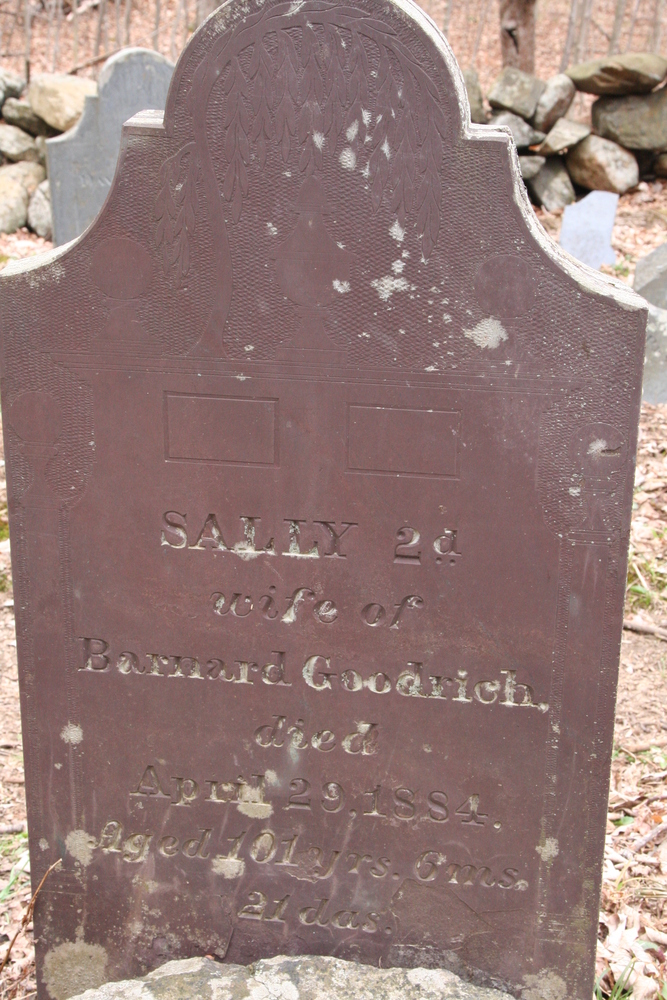 SALLY 2d
wife of
Barnard Goodrich,
died
April 29, 1884.
Aged 101 yrs. 6 ms.
21 das.